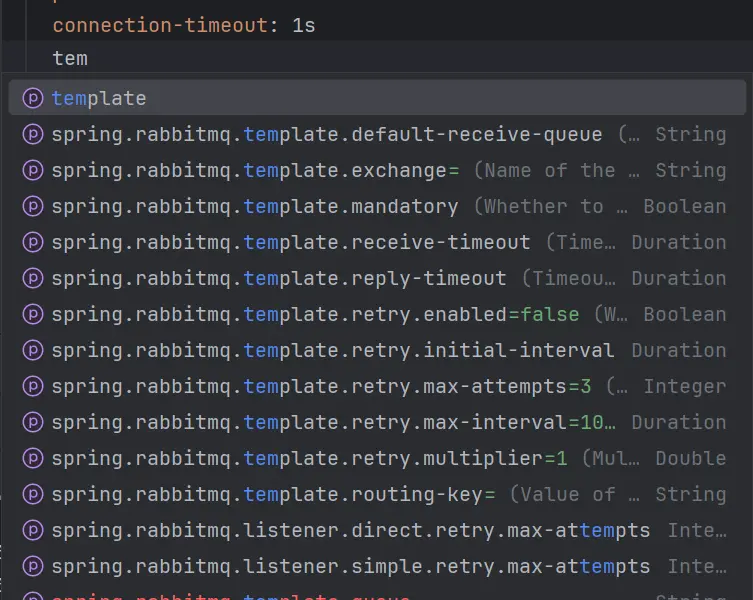 connection-timeout: 1s
tem
template
spring.rabbitmq.template.default-receive-queue (… String
spring.rabbitmq.template.exchange= (Name of the … String
spring.rabbitmq.template.mandatory (Whether to … Boolean
spring.rabbitmq.template.receive-timeout (Time… Duration
spring.rabbitmq.template.reply-timeout (Timeou… Duration
spring.rabbitmq.template.retry.enabled=false (W… Boolean
spring.rabbitmq.template.retry.initial-interval Duration
spring.rabbitmq.template.retry.max-attempts=3 (… Integer
spring.rabbitmq.template.retry.max-interval=10… Duration
spring.rabbitmq.template.retry.multiplier=1 (Mul… Double
spring.rabbitmq.template.routing-key= (Value of … String
spring.rabbitmq.listener.direct.retry.max-attempts Inte…
spring.rabbitmq.listener.simple.retry.max-attempts Inte…
spring.rabbitmq.template.queue String